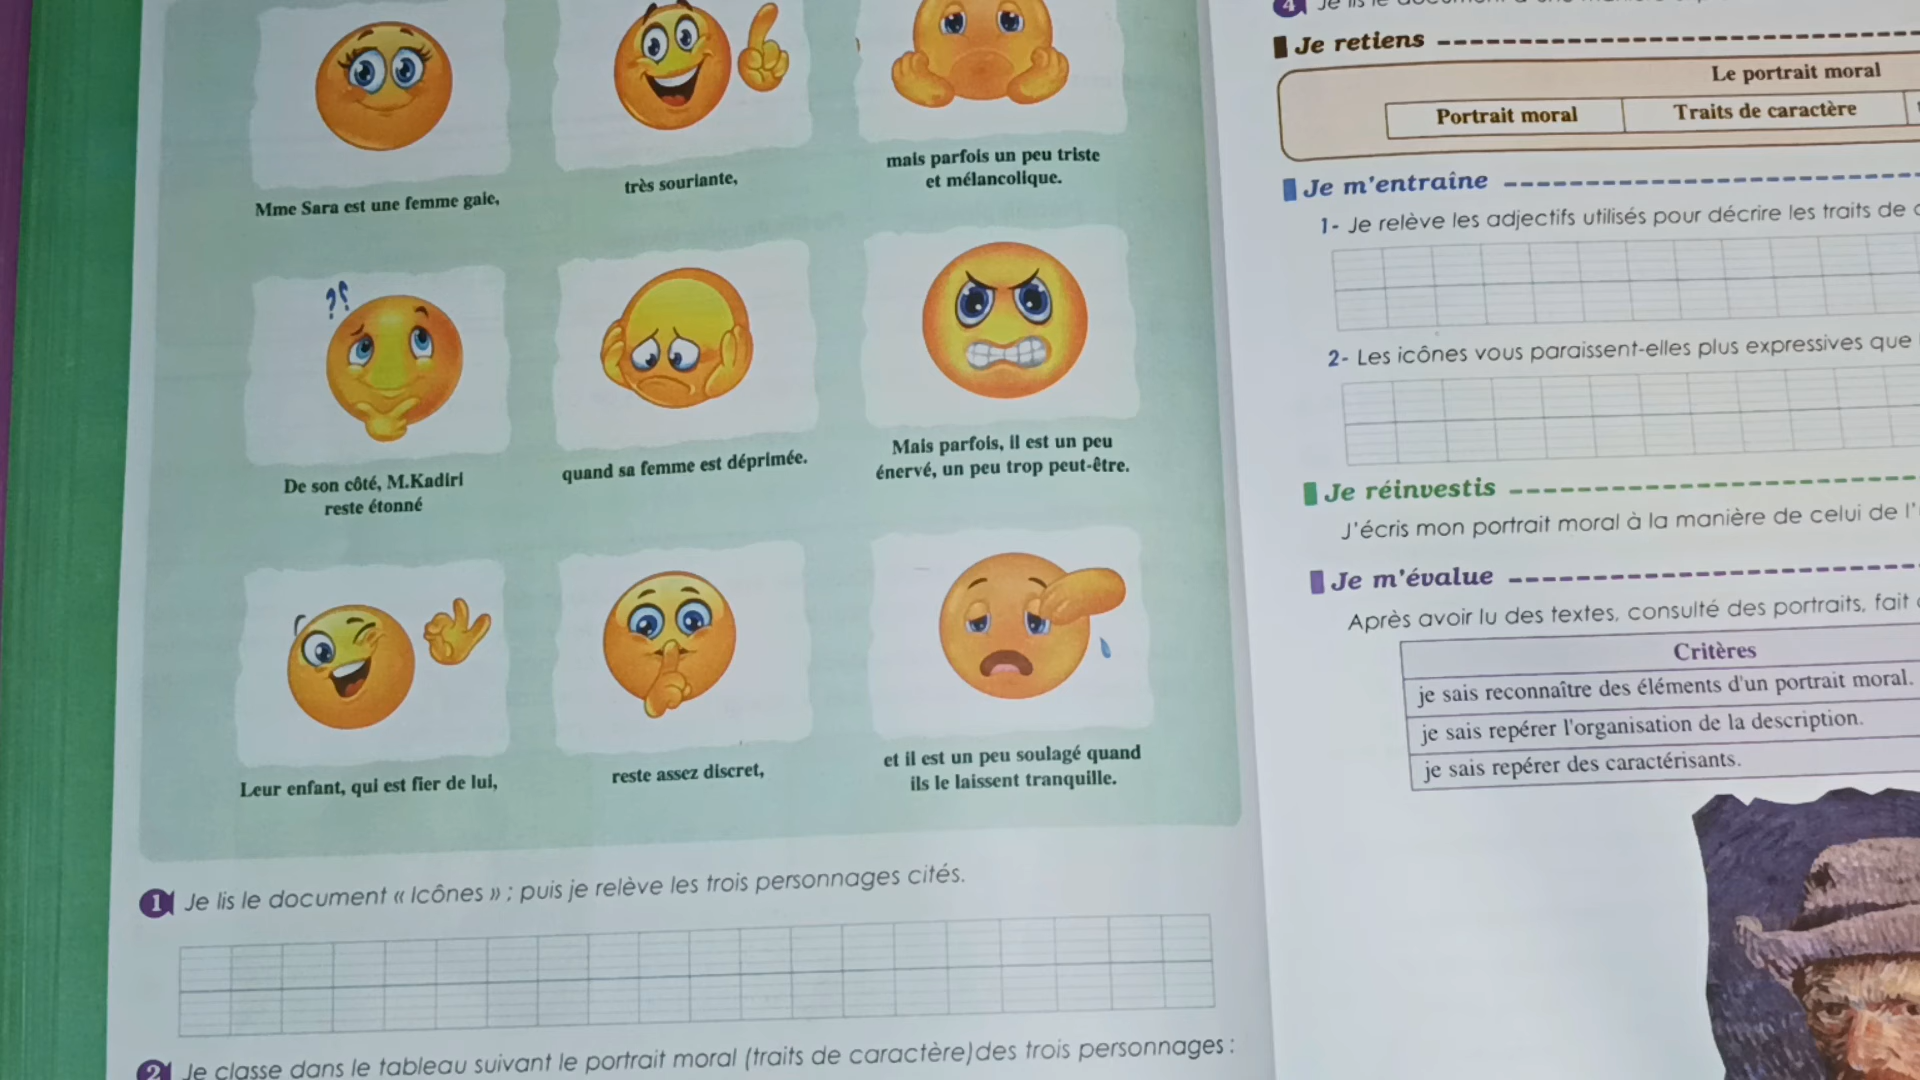 Mme Sara est une femme gaie,
très souriante,
mais parfois un peu triste
et mélancolique.
??
De son côté, M.Kadiri
reste étonné
quand sa femme est déprimée.
Mais parfois, il est un peu
énervé, un peu trop peut-être.
Leur enfant, qui est fier de lui,
reste assez discret,
et il est un peu soulagé quand
ils le laissent tranquille.
1 Je lis le document « Icônes » ; puis je relève les trois personnages cités.
2 Je classe dans le tableau suivant le portrait moral (traits de caractère)des trois personnages :
4 Je lis le
Je retiens
Le portrait moral
Portrait moral
Traits de caractère
Je m'entraîne
1- Je relève les adjectifs utilisés pour décrire les traits de
2- Les icônes vous paraissent-elles plus expressives que
Je réinvestis
J'écris mon portrait moral à la manière de celui de l'
Je m'évalue
Après avoir lu des textes, consulté des portraits, fait
Critères
je sais reconnaître des éléments d'un portrait moral.
je sais repérer l'organisation de la description.
je sais repérer des caractérisants.